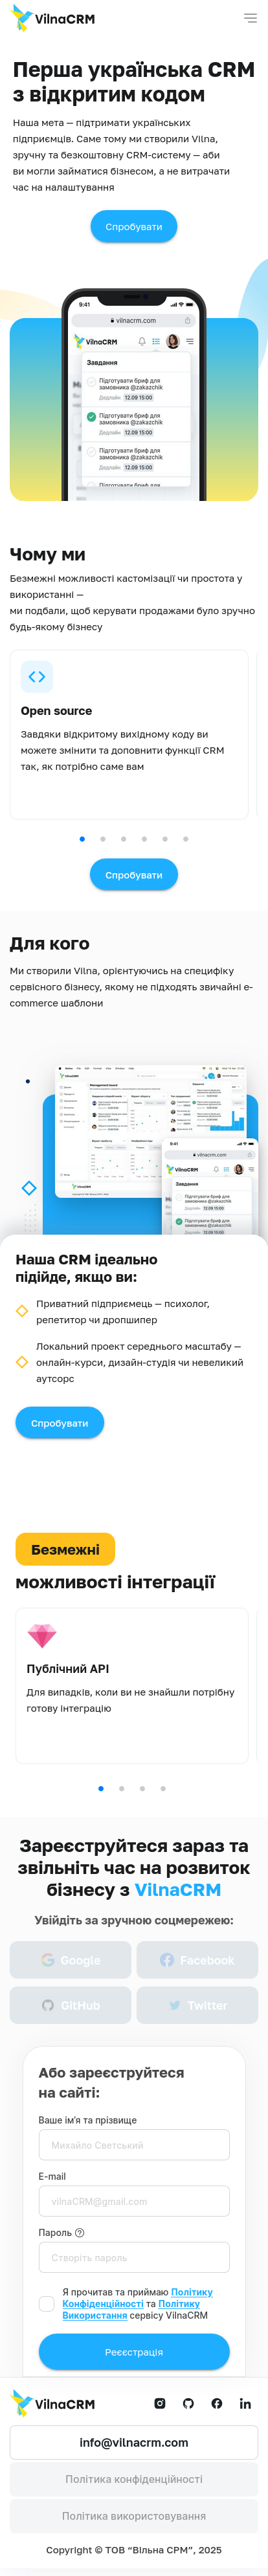 VilnaCRM
Перша українська CRM
з відкритим кодом
Наша мета — підтримати українських
підприємців. Саме тому ми створили Vilna,
зручну та безкоштовну CRM-систему — аби
ви могли займатися бізнесом, а не витрачати
час на налаштування
Спробувати
9:41
vilnacrm.com
VilnaCRM
Завдання
Підготувати бриф для
замовника @zakazchik
Дедлайн 12.09 15:00
Підготувати бриф для
замовника @zakazchik
Дедлайн 12.09 15:00
Підготувати бриф для
замовника @zakazchik
Дедлайн 12.09 15:00
Підготувати бриф для
Чому ми
Безмежні можливості кастомізації чи простота у
використанні —
ми подбали, щоб керувати продажами було зручно
будь-якому бізнесу
Open source
Завдяки відкритому вихідному коду ви
можете змінити та доповнити функції CRM
так, як потрібно саме вам
Спробувати
Для кого
Ми створили Vilna, орієнтуючись на специфіку
сервісного бізнесу, якому не підходять звичайні e-
commerce шаблони
VilnaCRM
Management board
9:41
vilnacrm.com
VilnaCRM
Завдання
Підготувати бриф для
замовника @zakazchik
Дедлайн 12.09 15:00
Підготувати бриф для
Наша CRM ідеально
підійде, якщо ви:
Приватний підприємець — психолог,
репетитор чи дропшипер
Локальний проект середнього масштабу —
онлайн-курси, дизайн-студія чи невеликий
аутсорс
Спробувати
Безмежні
можливості інтеграції
Публічний API
Для випадків, коли ви не знайшли потрібну
готову інтеграцію
Зареєструйтеся зараз та
звільніть час на розвиток
бізнесу з VilnaCRM
Увійдіть за зручною соцмережею:
Google
Facebook
GitHub
Twitter
Або зареєструйтеся
на сайті:
Ваше ім'я та прізвище
Михайло Светський
E-mail
vilnaCRM@gmail.com
Пароль
Створіть пароль
Я прочитав та приймаю Політику
Конфіденційності та Політику
Використання сервісу VilnaCRM
Реєєстрація
VilnaCRM
info@vilnacrm.com
Політика конфіденційності
Політика використовування
Copyright © ТОВ “Вільна СРМ”, 2025